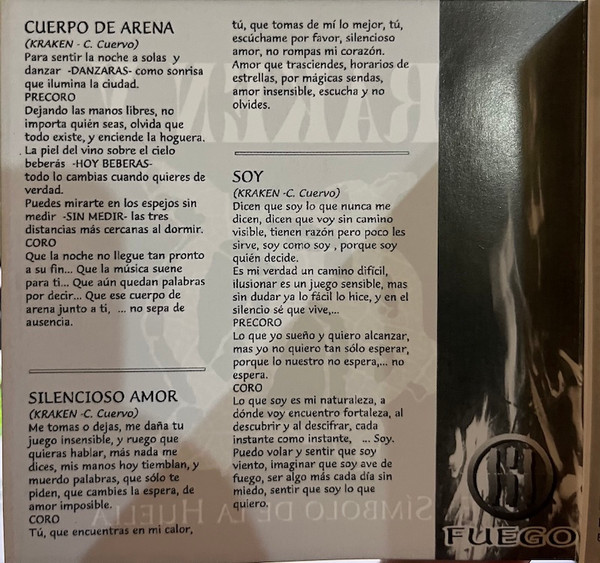 CUERPO DE ARENA
(KRAKEN - C. Cuervo)
Para sentir la noche a solas y
danzar -DANZARAS- como sonrisa
que ilumina la ciudad.
PRECORO
Dejando las manos libres, no
importa quién seas, olvida que
todo existe, y enciende la hoguera.
La piel del vino sobre el cielo
beberás -HOY BEBERAS-
todo lo cambias cuando quieres de
verdad.
Puedes mirarte en los espejos sin
medir -SIN MEDIR- las tres
distancias más cercanas al dormir.
CORO
Que la noche no llegue tan pronto
a su fin... Que la música suene
para ti... Que aún quedan palabras
por decir... Que ese cuerpo de
arena junto a ti, ... no sepa de
ausencia.
SILENCIOSO AMOR
(KRAKEN -C. Cuervo)
Me tomas o dejas, me daña tu
juego insensible, y ruego que
quieras hablar, más nada me
dices, mis manos hoy tiemblan, y
muerdo palabras, que sólo te
piden, que cambies la espera, de
amor imposible.
CORO
Tú, que encuentras en mi calor,
tú, que tomas de mí lo mejor, tú,
escúchame por favor, silencioso
amor, no rompas mi corazón.
Amor que trasciendes, horarios de
estrellas, por mágicas sendas,
amor insensible, escucha y no
olvides.
SOY
(KRAKEN -C. Cuervo)
Dicen que soy lo que nunca me
dicen, dicen que voy sin camino
visible, tienen razón pero poco les
sirve, soy como soy , porque soy
quién decide.
Es mi verdad un camino difícil,
ilusionar es un juego sensible, mas
sin dudar ya lo fácil lo hice, y en el
silencio sé que vive,...
PRECORO
Lo que yo sueño y quiero alcanzar,
mas yo no quiero tan sólo esperar,
porque lo nuestro no espera,... no
espera.
CORO
Lo que soy es mi naturaleza, a
dónde voy encuentro fortaleza, al
descubrir y al descifrar, cada
instante como instante, ... Soy.
Puedo volar y sentir que soy
viento, imaginar que soy ave de
fuego, ser algo más cada día sin
miedo, sentir que soy lo que
quiero.
KRAKEN
SÍMBOLO DE LA HUELLA
FUEGO